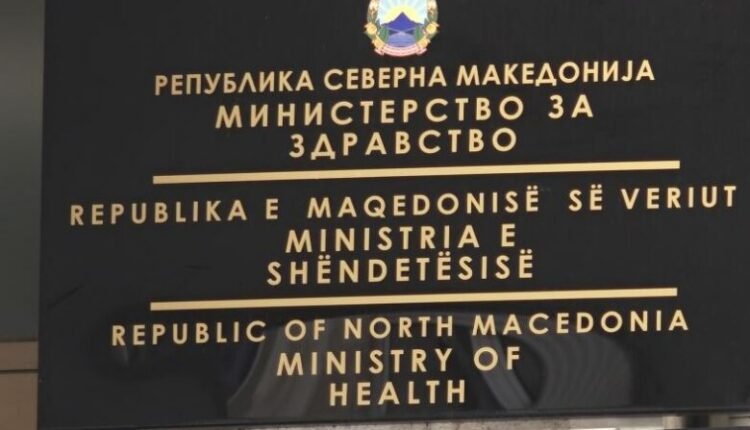 РЕПУБЛИКА СЕВЕРНА МАКЕДОНИЈА
МИНИСТЕРСТВО ЗА
ЗДРАВСТВО
REPUBLIKA E MAQEDONISË SË VERIUT
MINISTRIA E
SHËNDETËSISË
REPUBLIC OF NORTH MACEDONIA
MINISTRY OF
HEALTH